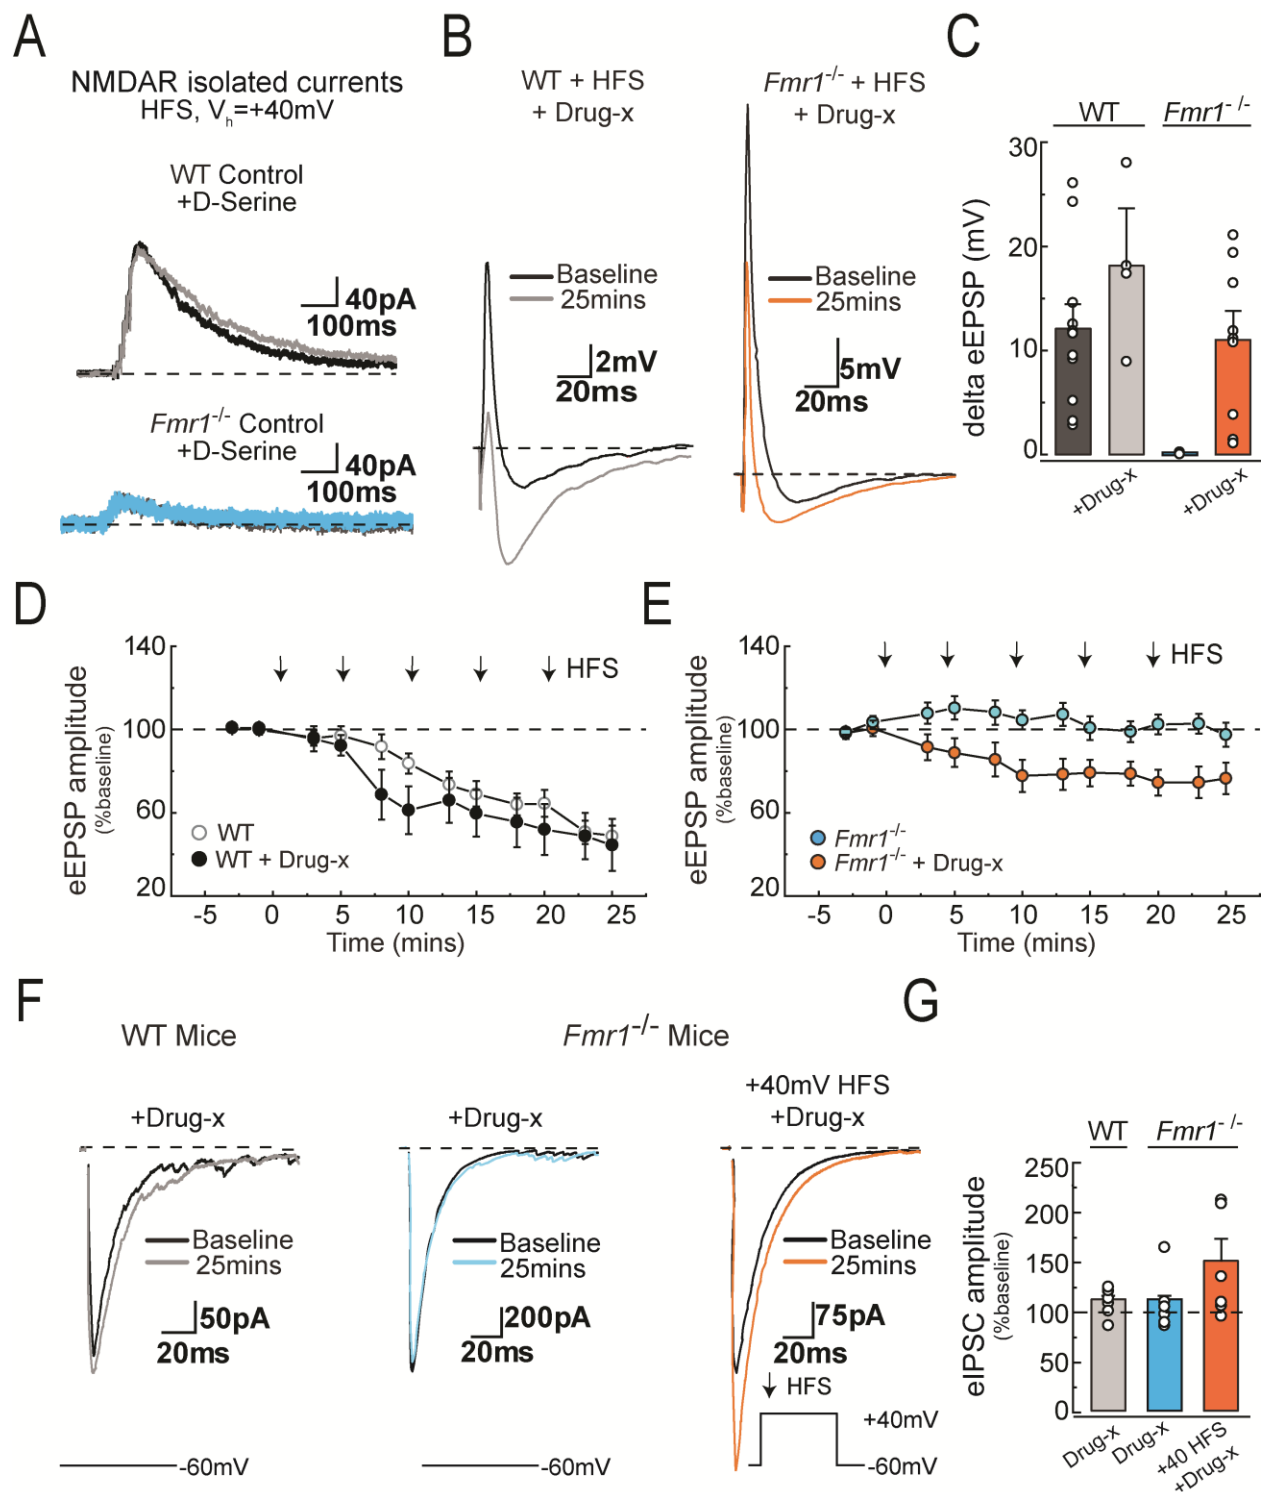 A
NMDAR isolated currents
HFS, Vh=+40mV
WT Control
+D-Serine
40pA
100ms
Fmr1-/- Control
+D-Serine
40pA
100ms
B
WT + HFS
+ Drug-x
Baseline
25mins
2mV
20ms
Fmr1-/- + HFS
+ Drug-x
Baseline
25mins
5mV
20ms
C
WT
Fmr1-/-
30
20
10
0
delta eEPSP (mV)
+Drug-x
+Drug-x
D
140
100
60
20
eEPSP amplitude
(%baseline)
HFS
WT
WT + Drug-x
-5
0
5
10
15
20
25
Time (mins)
E
140
100
60
20
eEPSP amplitude
(%baseline)
HFS
Fmr1-/-
Fmr1-/- + Drug-x
-5
0
5
10
15
20
25
Time (mins)
F
WT Mice
Fmr1-/- Mice
+Drug-x
Baseline
25mins
50pA
20ms
-60mV
+Drug-x
Baseline
25mins
200pA
20ms
-60mV
+40mV HFS
+Drug-x
Baseline
25mins
75pA
20ms
HFS
+40mV
-60mV
G
WT
Fmr1-/-
250
200
150
100
50
0
eIPSC amplitude
(%baseline)
Drug-x
Drug-x
+40 HFS
+Drug-x